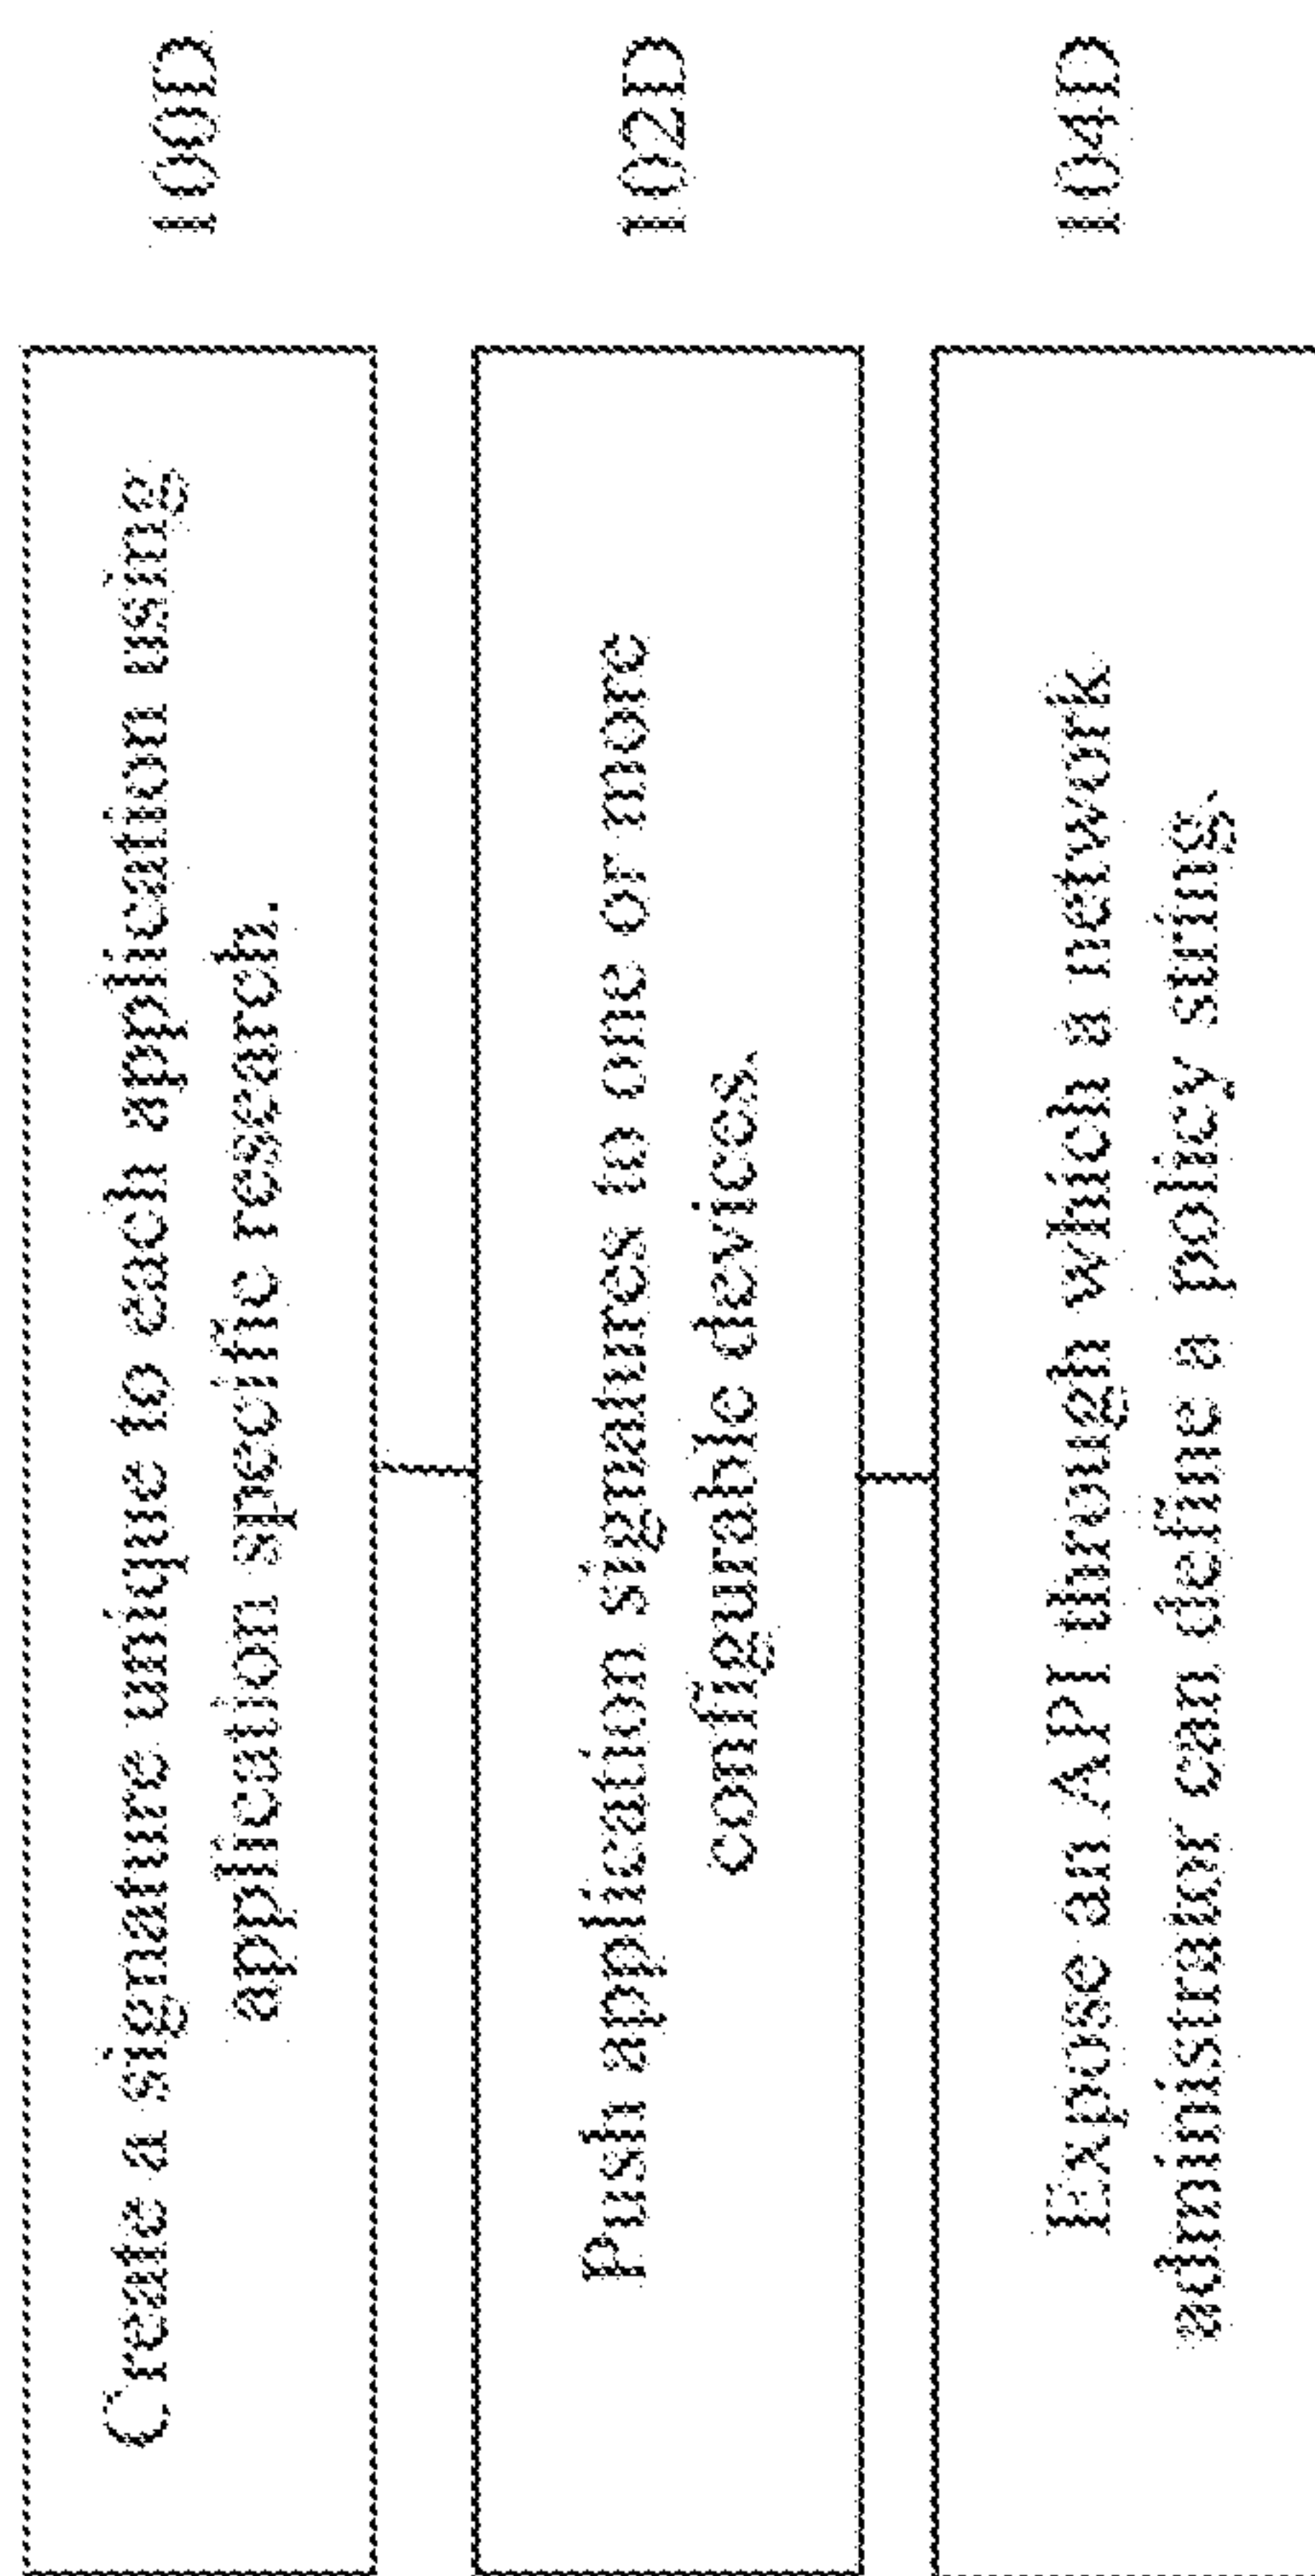 Create a signature unique to each application using
application specific research.
100D
Push application signatures to one or more
configurable devices.
102D
Expose an API through which a network
administrator can define a policy string.
104D